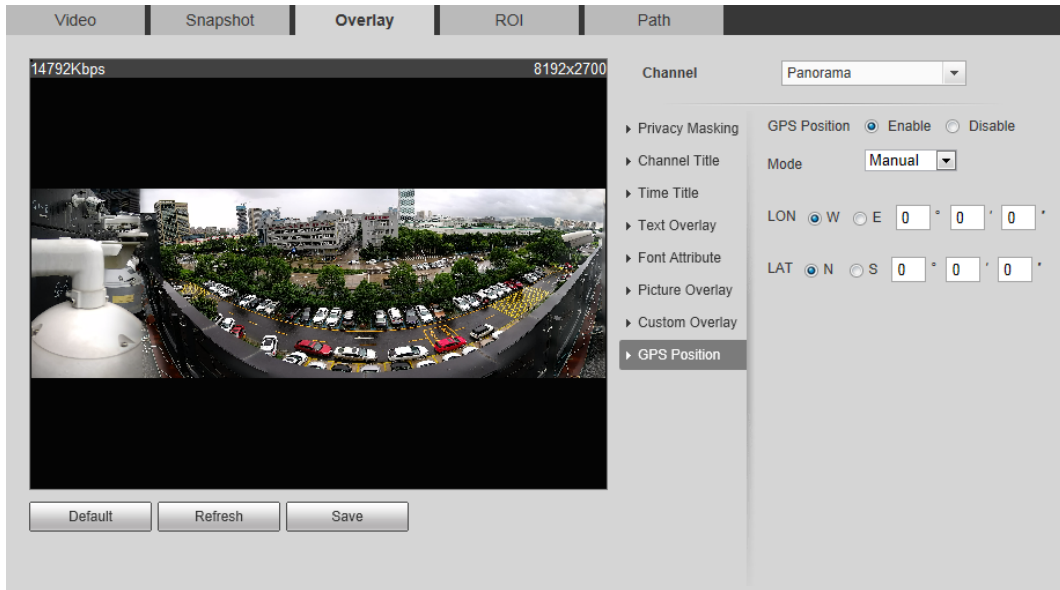 Video Snapshot Overlay ROI Path
14792Kbps 8192x2700
Channel Panorama
Privacy Masking
Channel Title
Time Title
Text Overlay
Font Attribute
Picture Overlay
Custom Overlay
GPS Position
GPS Position Enable Disable
Mode Manual
LON W E 0 ° 0 ′ 0 ″
LAT N S 0 ° 0 ′ 0 ″
Default Refresh Save